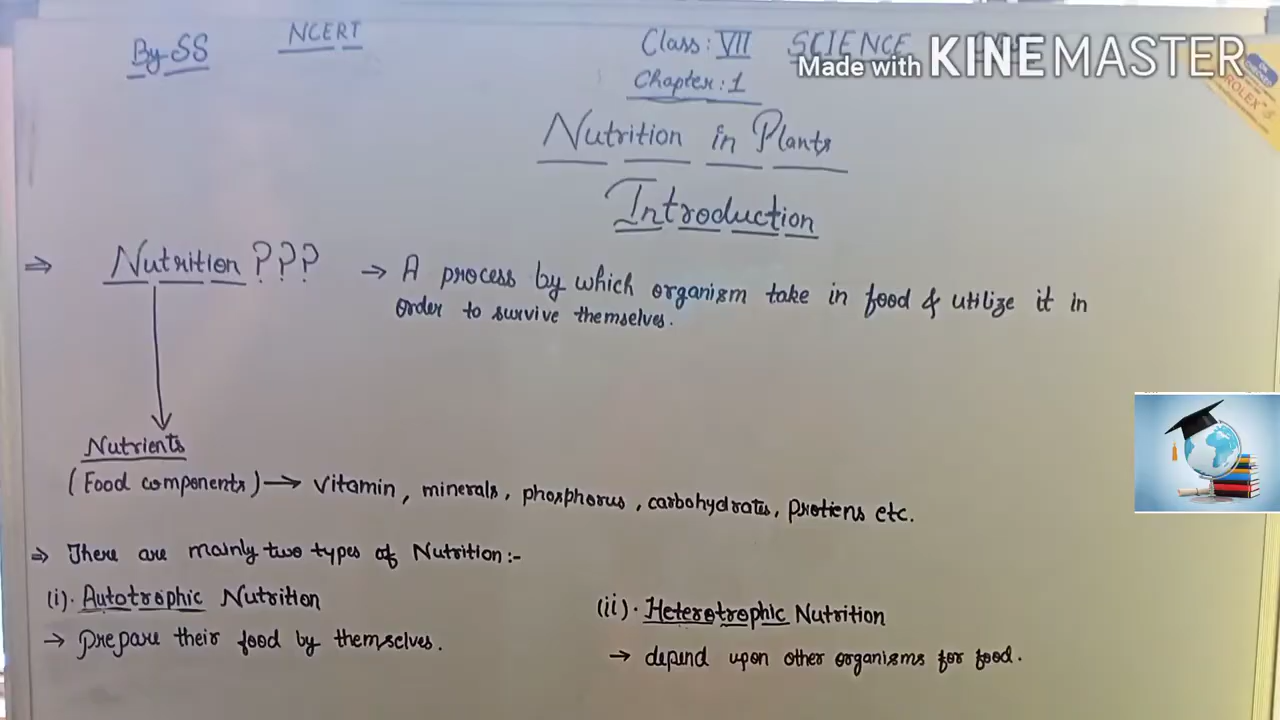 By SS
NCERT
Class: VII SCIENCE
Made with KINEMASTER
Chapter: 1
ROLEX
Nutrition in Plants
Introduction
⇒ Nutrition ??? → A process by which organism take in food & utilize it in
order to survive themselves.
Nutrients
(Food components) → vitamin, minerals, phosphorus, carbohydrates, protiens etc.
⇒ There are mainly two types of Nutrition:-
(i). Autotrophic Nutrition
→ Prepare their food by themselves.
(ii). Heterotrophic Nutrition
→ depend upon other organisms for food.